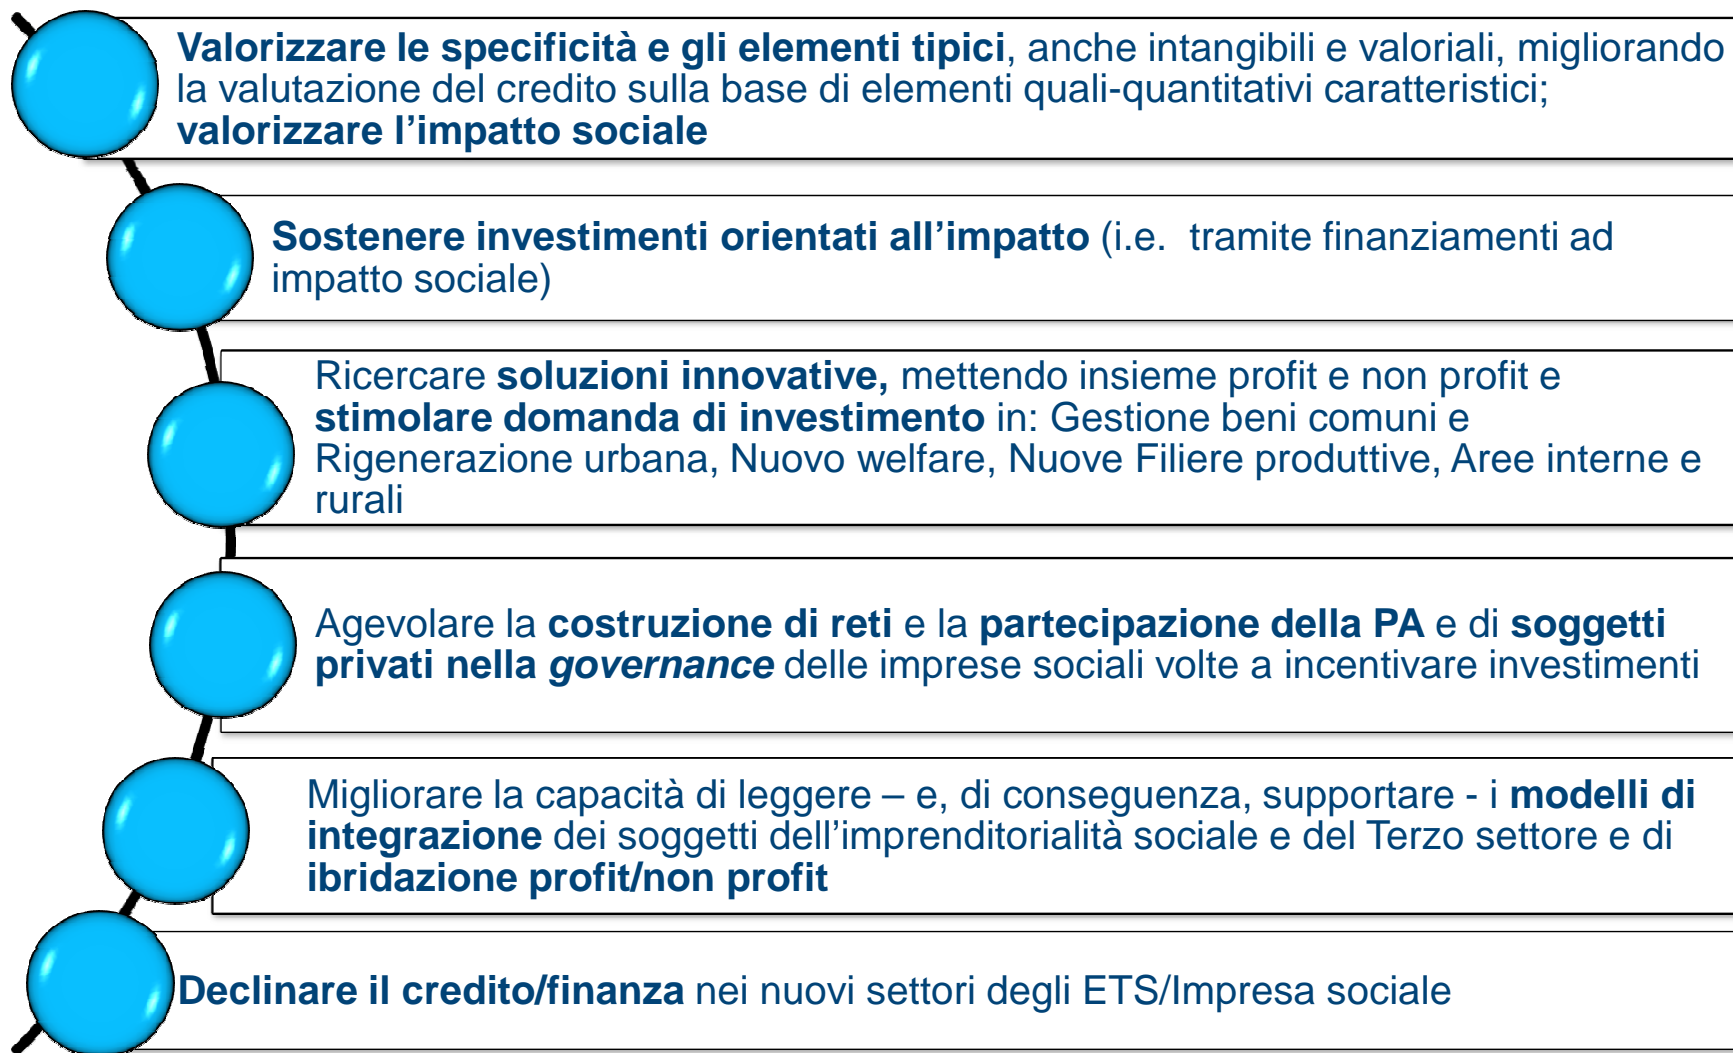 Valorizzare le specificità e gli elementi tipici, anche intangibili e valoriali, migliorando
la valutazione del credito sulla base di elementi quali-quantitativi caratteristici;
valorizzare l’impatto sociale
Sostenere investimenti orientati all’impatto (i.e. tramite finanziamenti ad
impatto sociale)
Ricercare soluzioni innovative, mettendo insieme profit e non profit e
stimolare domanda di investimento in: Gestione beni comuni e
Rigenerazione urbana, Nuovo welfare, Nuove Filiere produttive, Aree interne e
rurali
Agevolare la costruzione di reti e la partecipazione della PA e di soggetti
privati nella governance delle imprese sociali volte a incentivare investimenti
Migliorare la capacità di leggere – e, di conseguenza, supportare - i modelli di
integrazione dei soggetti dell’imprenditorialità sociale e del Terzo settore e di
ibridazione profit/non profit
Declinare il credito/finanza nei nuovi settori degli ETS/Impresa sociale